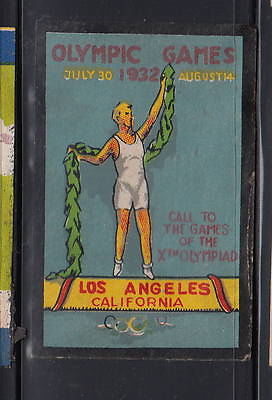 OLYMPIC GAMES
JULY 30 1932 AUGUST 14
CALL TO
THE GAMES
OF THE
XTH OLYMPIAD
LOS ANGELES
CALIFORNIA